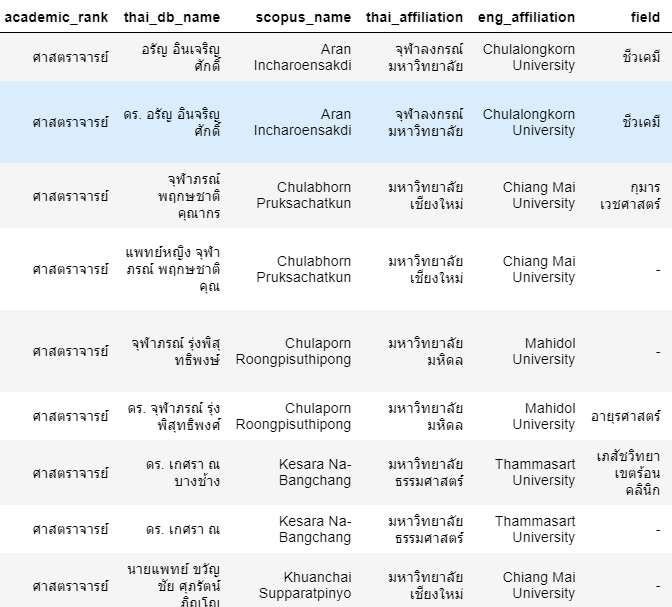 academic_rank thai_db_name scopus_name thai_affiliation eng_affiliation field
ศาสตราจารย์ อรัญ อินเจริญ ศักดิ์ Aran Incharoensakdi จุฬาลงกรณ์ มหาวิทยาลัย Chulalongkorn University ชีวเคมี
ศาสตราจารย์ ดร. อรัญ อินจริญ ศักดิ์ Aran Incharoensakdi จุฬาลงกรณ์ มหาวิทยาลัย Chulalongkorn University ชีวเคมี
ศาสตราจารย์ จุฬาภรณ์ พฤกษชาติ คุณากร Chulabhorn Pruksachatkun มหาวิทยาลัย เชียงใหม่ Chiang Mai University กุมาร เวชศาสตร์
ศาสตราจารย์ แพทย์หญิง จุฬา ภรณ์ พฤกษชาติ คุณ Chulabhorn Pruksachatkun มหาวิทยาลัย เชียงใหม่ Chiang Mai University -
ศาสตราจารย์ จุฬาภรณ์ รุ่งพิสุ ทธิพงษ์ Chulaporn Roongpisuthipong มหาวิทยาลัย มหิดล Mahidol University -
ศาสตราจารย์ ดร. จุฬาภรณ์ รุ่ง พิสุทธิพงศ์ Chulaporn Roongpisuthipong มหาวิทยาลัย มหิดล Mahidol University อายุรศาสตร์
ศาสตราจารย์ ดร. เกศรา ณ บางช้าง Kesara Na-Bangchang มหาวิทยาลัย ธรรมศาสตร์ Thammasart University เภสัชวิทยา เขตร้อน คลินิก
ศาสตราจารย์ ดร. เกศรา ณ Kesara Na-Bangchang มหาวิทยาลัย ธรรมศาสตร์ Thammasart University -
ศาสตราจารย์ นายแพทย์ ขวัญ ชัย ศุภรัตน์ ภิญโญ Khuanchai Supparatpinyo มหาวิทยาลัย เชียงใหม่ Chiang Mai University -